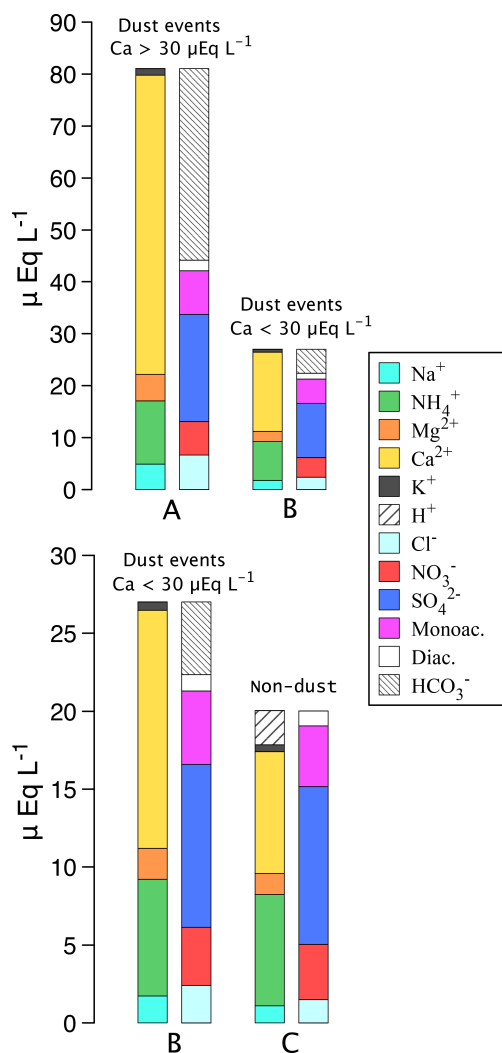 90
80
70
60
50
40
30
20
10
0
µ Eq L⁻¹
Dust events
Ca > 30 µEq L⁻¹
Dust events
Ca < 30 µEq L⁻¹
A
B
Na⁺
NH₄⁺
Mg²⁺
Ca²⁺
K⁺
H⁺
Cl⁻
NO₃⁻
SO₄²⁻
Monoac.
Diac.
HCO₃⁻
30
25
20
15
10
5
0
µ Eq L⁻¹
Dust events
Ca < 30 µEq L⁻¹
Non-dust
B
C